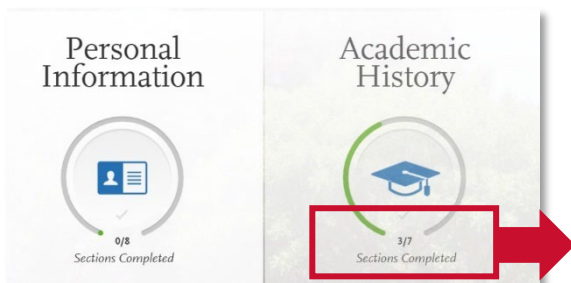 Personal
Information
0/8
Sections Completed
Academic
History
3/7
Sections Completed